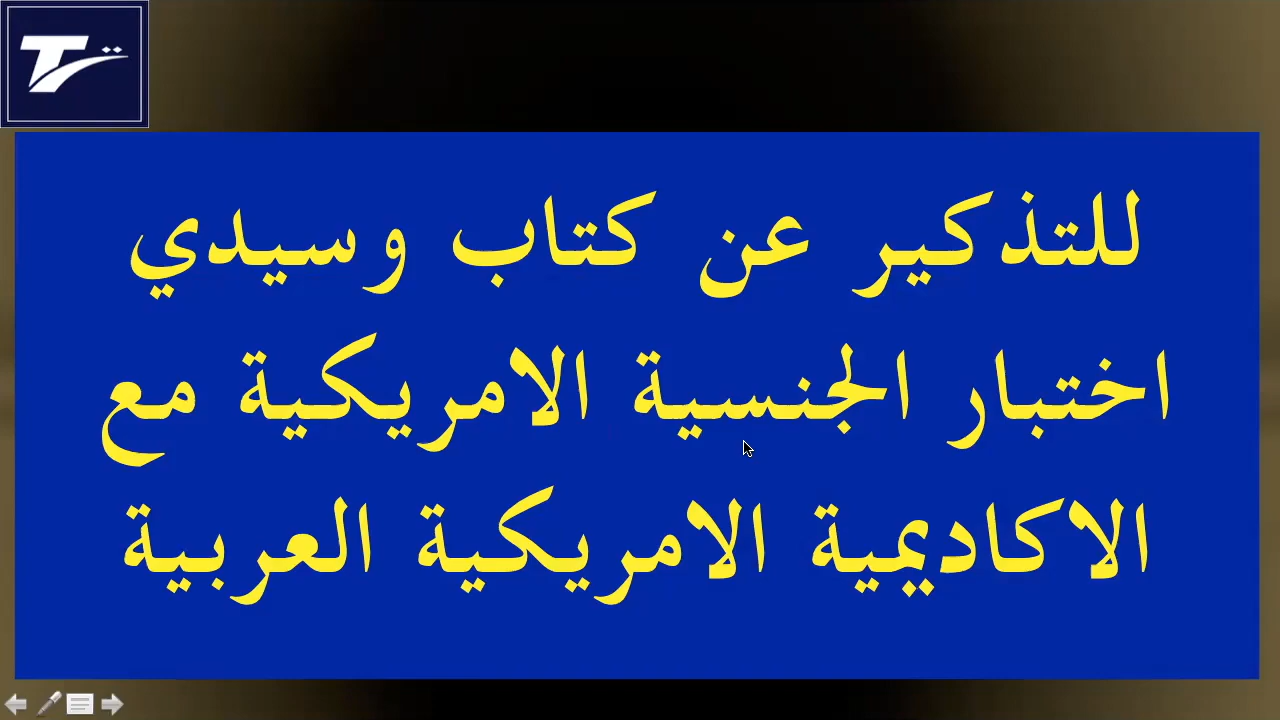 للتذكير عن كتاب وسيدي
اختبار الجنسية الامريكية مع
الاكاديمية الامريكية العربية